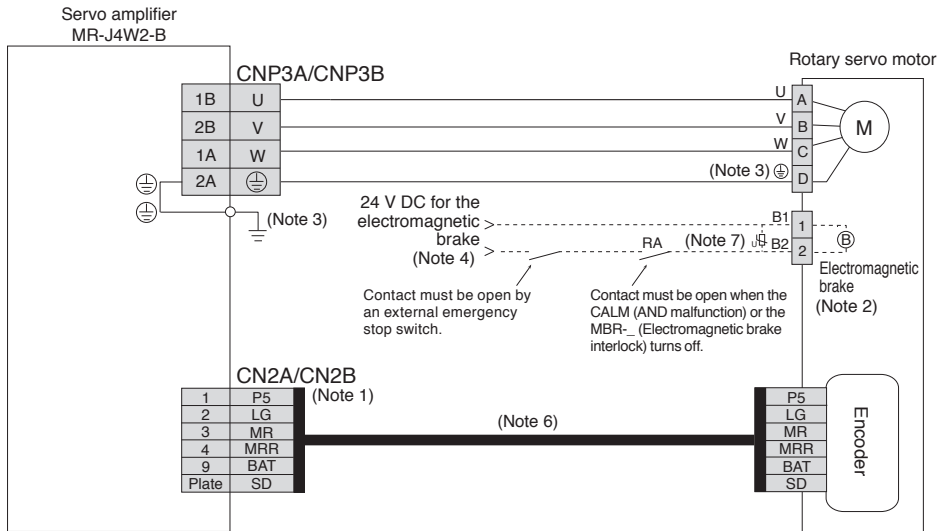 Servo amplifier
MR-J4W2-B
Rotary servo motor
CNP3A/CNP3B
1B U
2B V
1A W
2A
U A
V B
W C
(Note 3) D
M
(Note 3)
24 V DC for the
electromagnetic
brake
(Note 4)
B1 1
RA (Note 7) U B2 2
B
Electromagnetic
brake
(Note 2)
Contact must be open by
an external emergency
stop switch.
Contact must be open when the
CALM (AND malfunction) or the
MBR-_ (Electromagnetic brake
interlock) turns off.
CN2A/CN2B
(Note 1)
1 P5
2 LG
3 MR
4 MRR
9 BAT
Plate SD
(Note 6)
P5
LG
MR
MRR
BAT
SD
Encoder